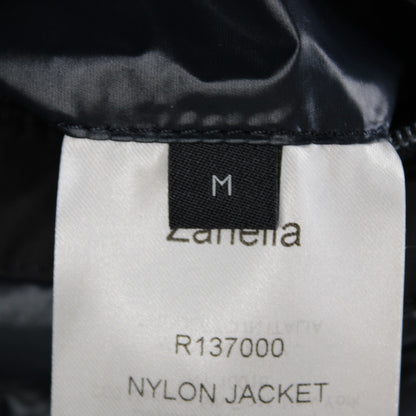 M
Zanella
R137000
NYLON JACKET